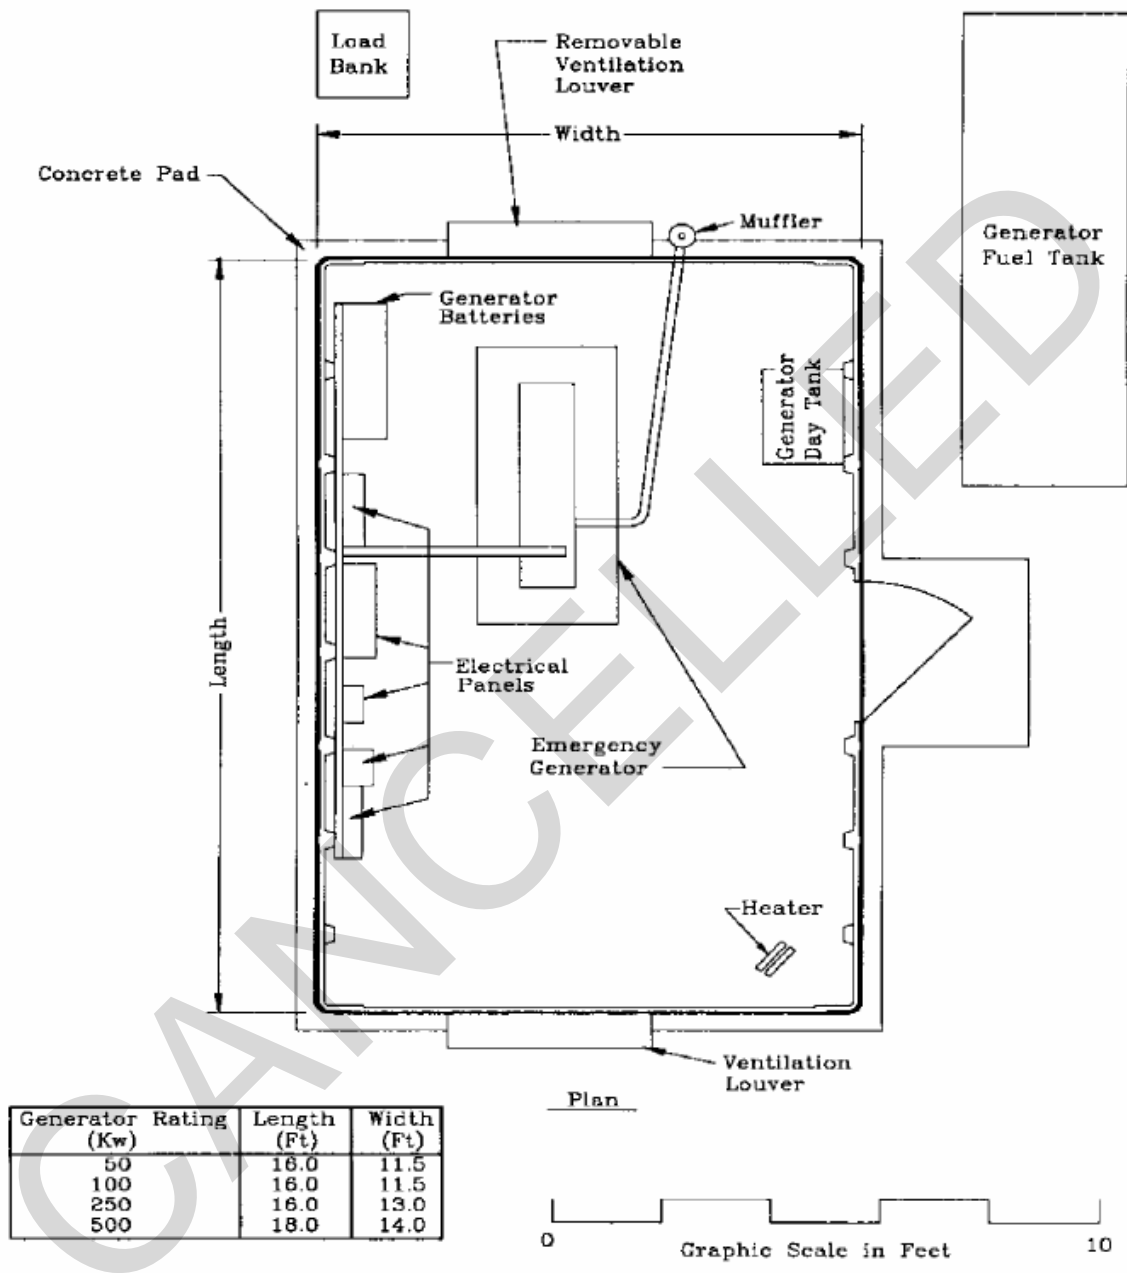 Load
Bank
Removable
Ventilation
Louver
Width
Concrete Pad
Muffler
Generator
Fuel Tank
Generator
Batteries
Generator
Day Tank
Length
Electrical
Panels
Emergency
Generator
Heater
Ventilation
Louver
Plan
Generator Rating Length Width
(Kw) (Ft) (Ft)
50 16.0 11.5
100 16.0 11.5
250 16.0 13.0
500 18.0 14.0
0 10
Graphic Scale in Feet
CANCELLED